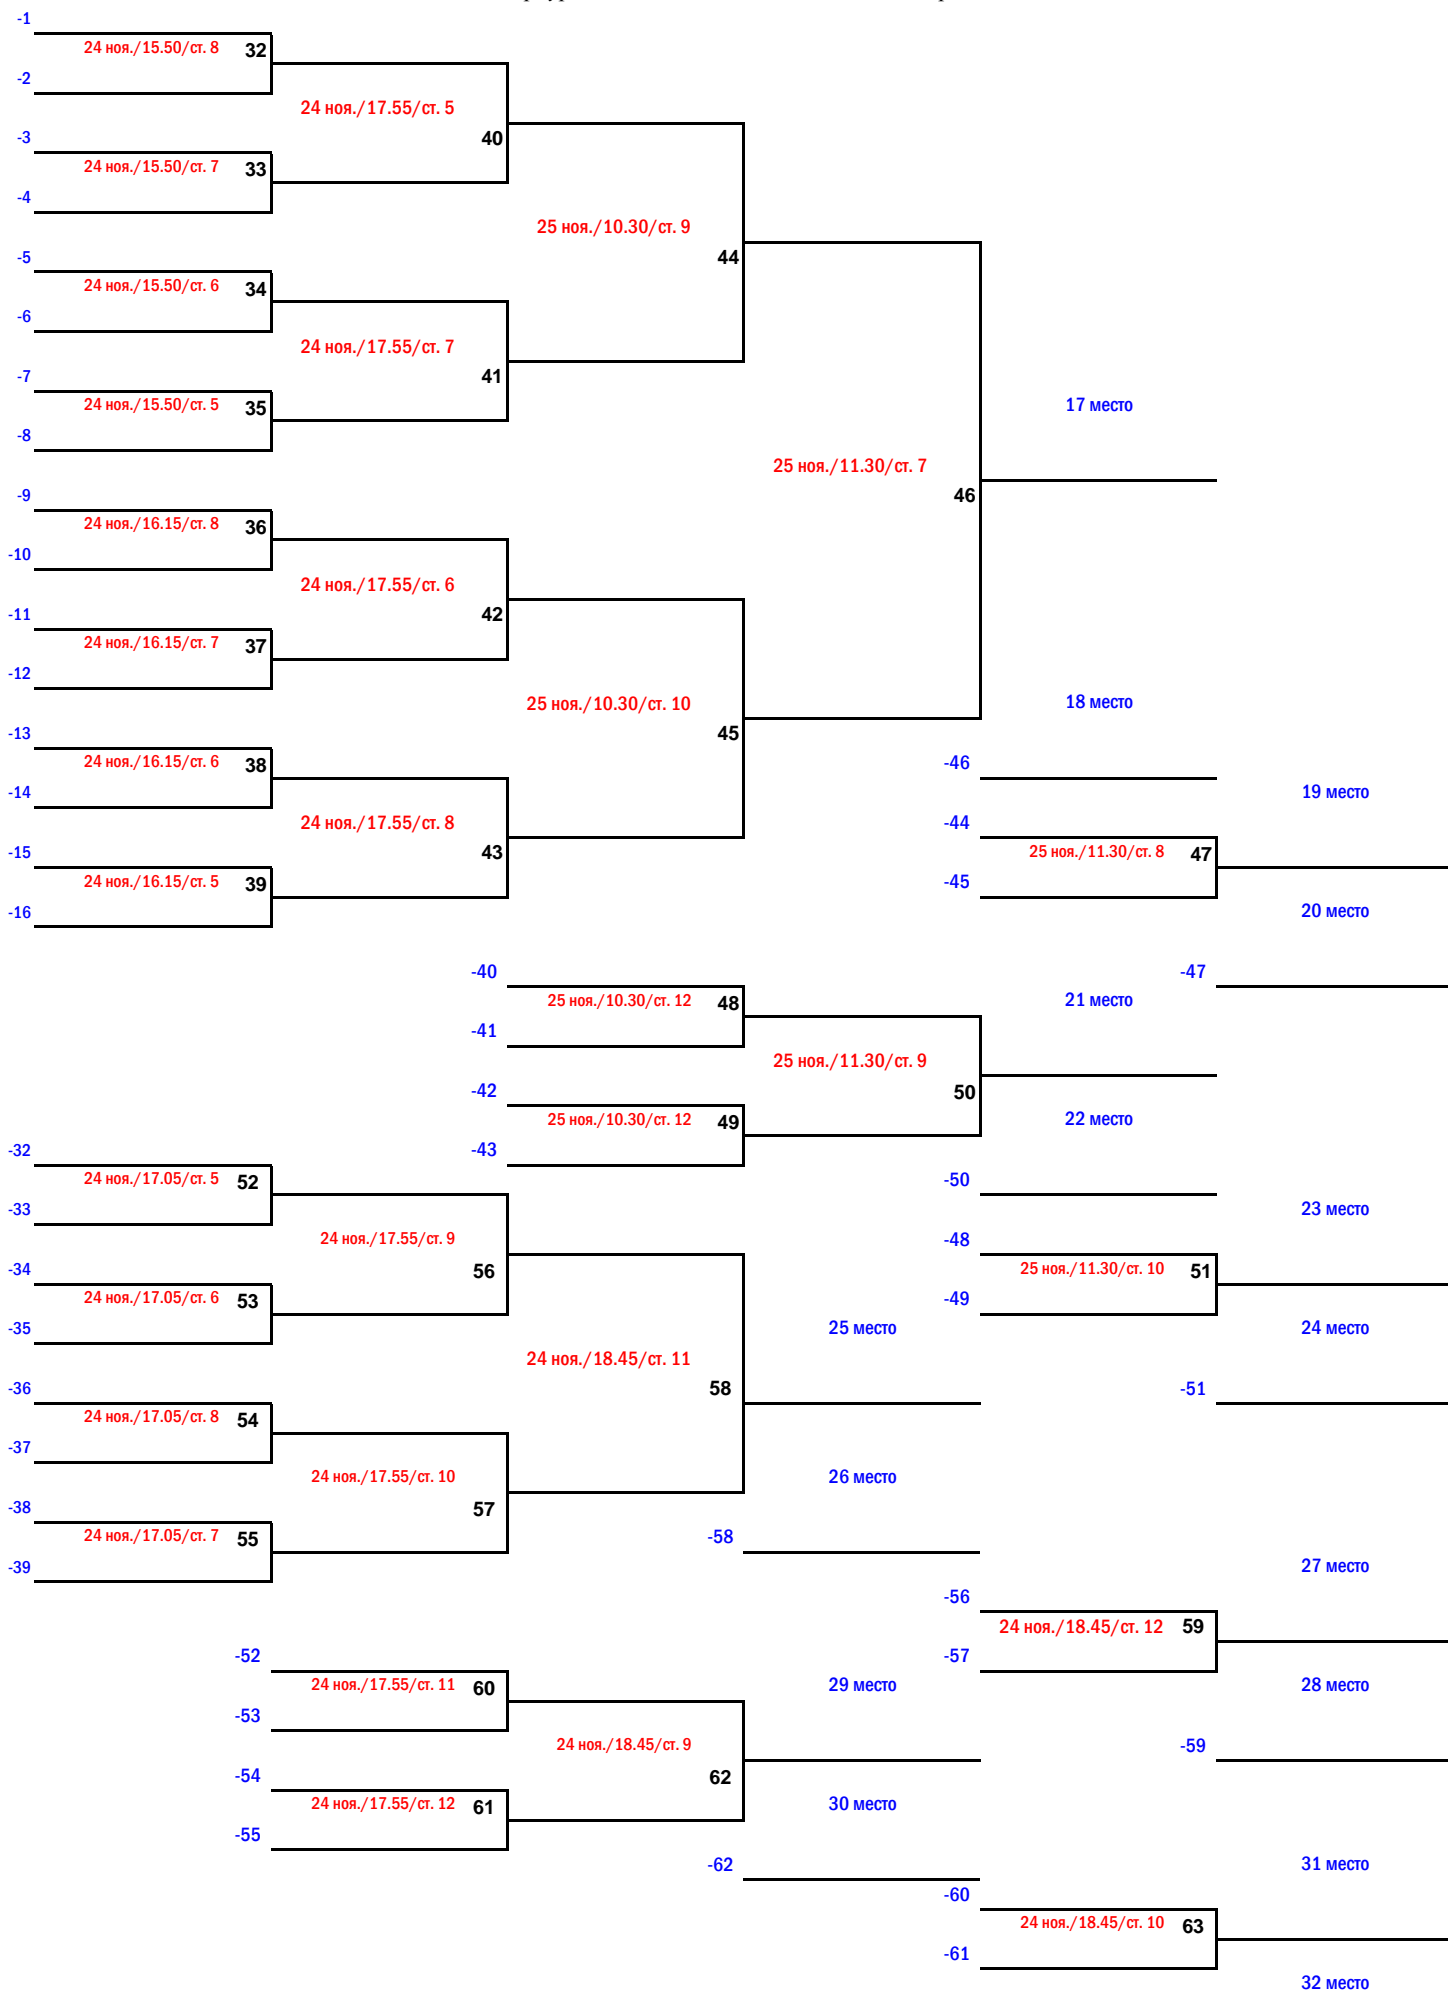 -1
24 ноя./15.50/ст. 8 32
-2
24 ноя./17.55/ст. 5
-3
40
24 ноя./15.50/ст. 7 33
-4
25 ноя./10.30/ст. 9
-5
44
24 ноя./15.50/ст. 6 34
-6
24 ноя./17.55/ст. 7
-7
41
24 ноя./15.50/ст. 5 35
17 место
-8
25 ноя./11.30/ст. 7
-9
46
24 ноя./16.15/ст. 8 36
-10
24 ноя./17.55/ст. 6
-11
42
24 ноя./16.15/ст. 7 37
-12
25 ноя./10.30/ст. 10
18 место
-13
45
24 ноя./16.15/ст. 6 38
-46
-14
19 место
24 ноя./17.55/ст. 8
-44
-15
43
25 ноя./11.30/ст. 8 47
24 ноя./16.15/ст. 5 39
-45
-16
20 место
-40
-47
25 ноя./10.30/ст. 12 48
21 место
-41
25 ноя./11.30/ст. 9
-42
50
25 ноя./10.30/ст. 12 49
22 место
-32
-43
24 ноя./17.05/ст. 5 52
-50
-33
23 место
24 ноя./17.55/ст. 9
-48
-34
56
25 ноя./11.30/ст. 10 51
24 ноя./17.05/ст. 6 53
-49
-35
25 место
24 место
24 ноя./18.45/ст. 11
-36
58
-51
24 ноя./17.05/ст. 8 54
-37
24 ноя./17.55/ст. 10
26 место
-38
57
24 ноя./17.05/ст. 7 55
-58
-39
27 место
-56
24 ноя./18.45/ст. 12 59
-52
-57
24 ноя./17.55/ст. 11 60
29 место
28 место
-53
24 ноя./18.45/ст. 9
-59
-54
62
24 ноя./17.55/ст. 12 61
30 место
-55
-62
31 место
-60
24 ноя./18.45/ст. 10 63
-61
32 место